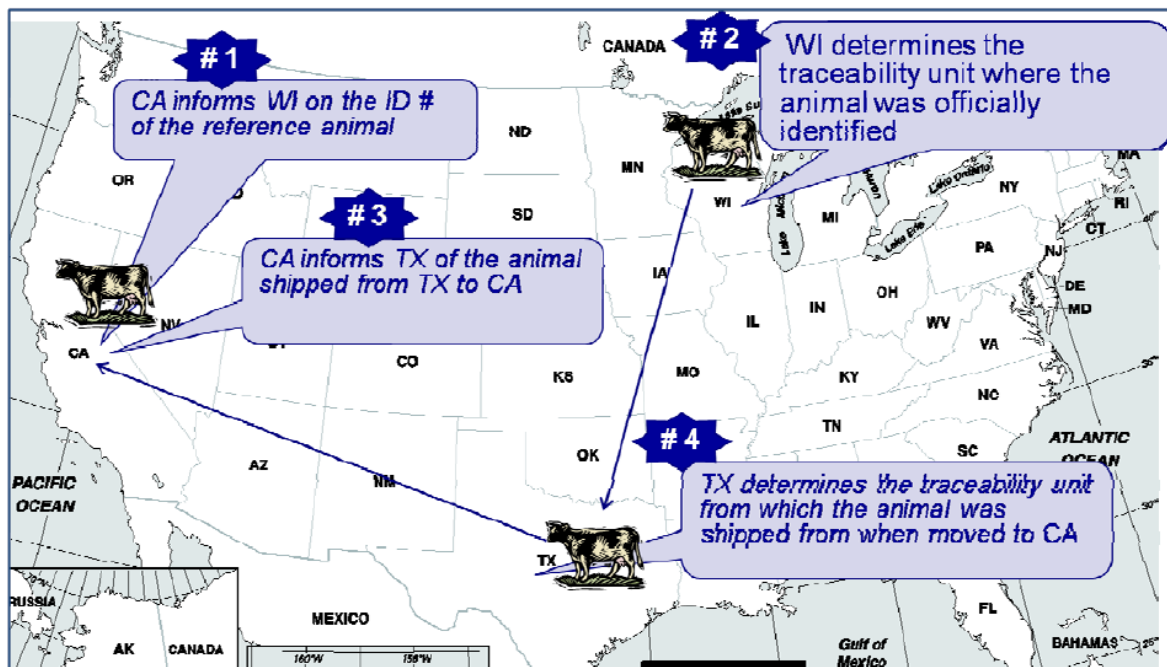 # 1
CA informs WI on the ID #
of the reference animal
CANADA
# 2
WI determines the
traceability unit where the
animal was officially
identified
# 3
CA informs TX of the animal
shipped from TX to CA
# 4
TX determines the traceability unit
from which the animal was
shipped from when moved to CA
OR
ND
MN
SD
WI
MI
Lake Ontario
NY
MA
RI
CT
PA
NJ
Lake Erie
IA
OH
DE
MD
IL
IN
WV
VA
NV
CA
CO
KS
MO
KY
NC
TN
AZ
NM
OK
SC
ATLANTIC
OCEAN
PACIFIC
OCEAN
TX
MEXICO
FL
Gulf of
Mexico
BAHAMAS
RUSSIA
AK
CANADA
160°W